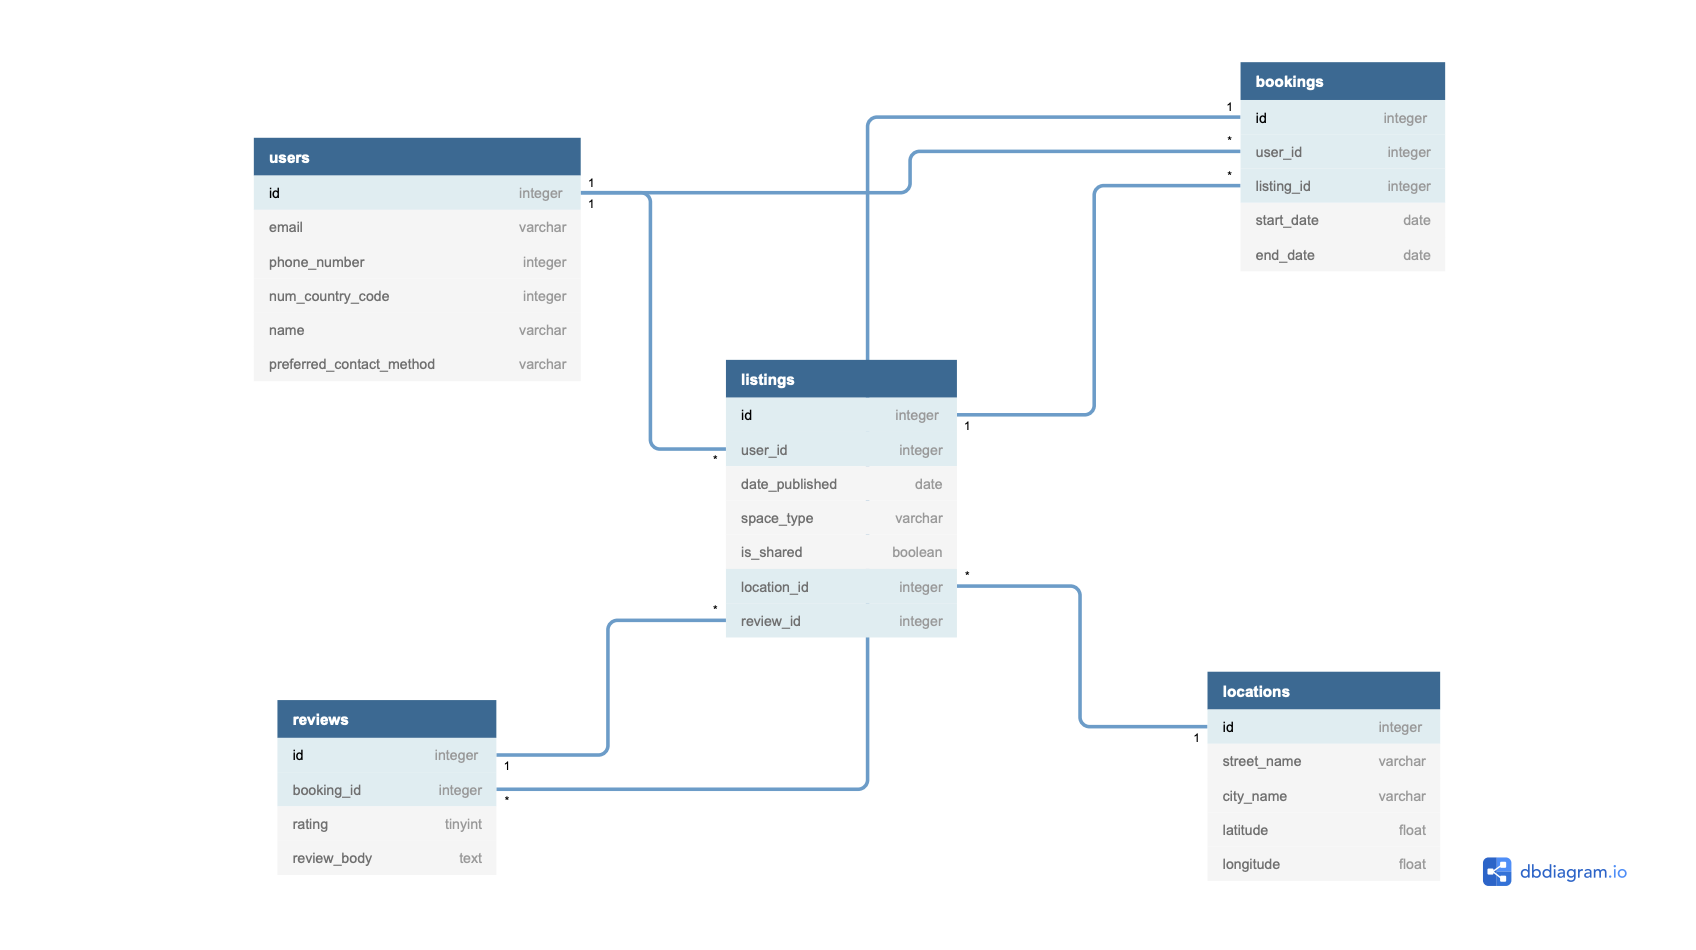 users
id integer
email varchar
phone_number integer
num_country_code integer
name varchar
preferred_contact_method varchar
1
1
bookings
id integer
user_id integer
listing_id integer
start_date date
end_date date
1
*
*
listings
id integer
user_id integer
date_published date
space_type varchar
is_shared boolean
location_id integer
review_id integer
*
1
*
*
reviews
id integer
booking_id integer
rating tinyint
review_body text
1
*
locations
id integer
street_name varchar
city_name varchar
latitude float
longitude float
1
dbdiagram.io